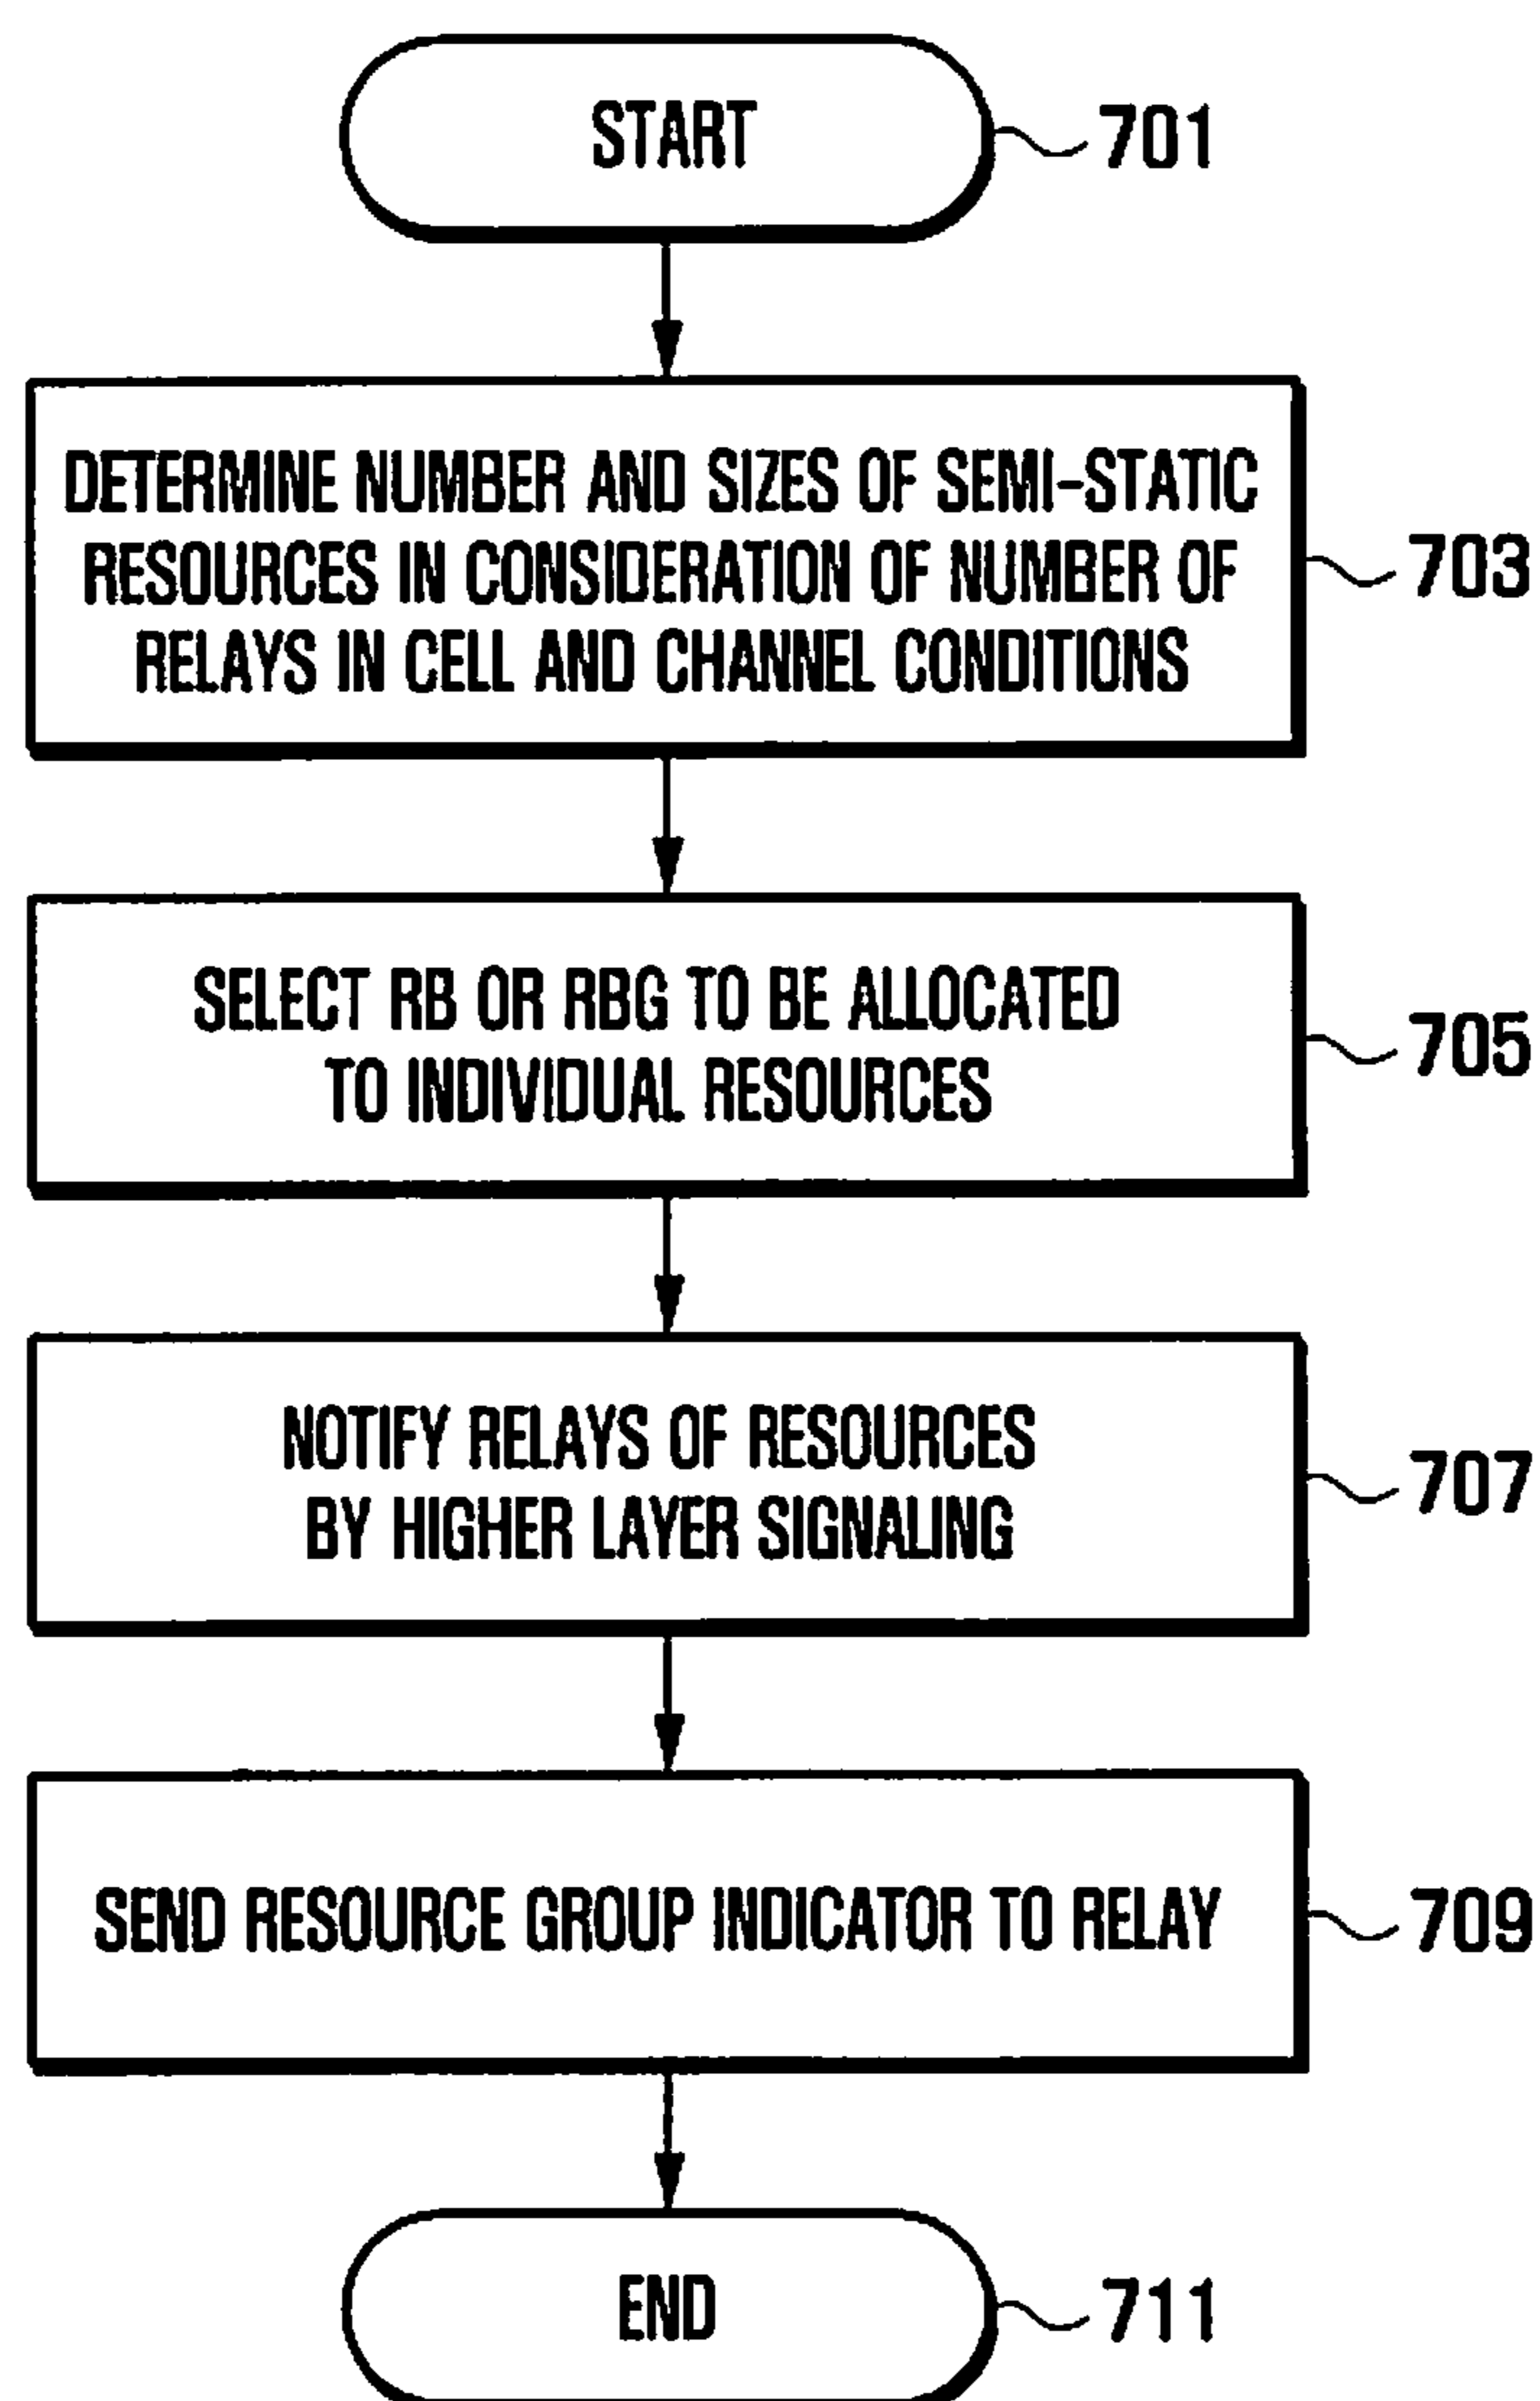 START
701
DETERMINE NUMBER AND SIZES OF SEMI-STATIC
RESOURCES IN CONSIDERATION OF NUMBER OF
RELAYS IN CELL AND CHANNEL CONDITIONS
703
SELECT RB OR RBG TO BE ALLOCATED
TO INDIVIDUAL RESOURCES
705
NOTIFY RELAYS OF RESOURCES
BY HIGHER LAYER SIGNALING
707
SEND RESOURCE GROUP INDICATOR TO RELAY
709
END
711